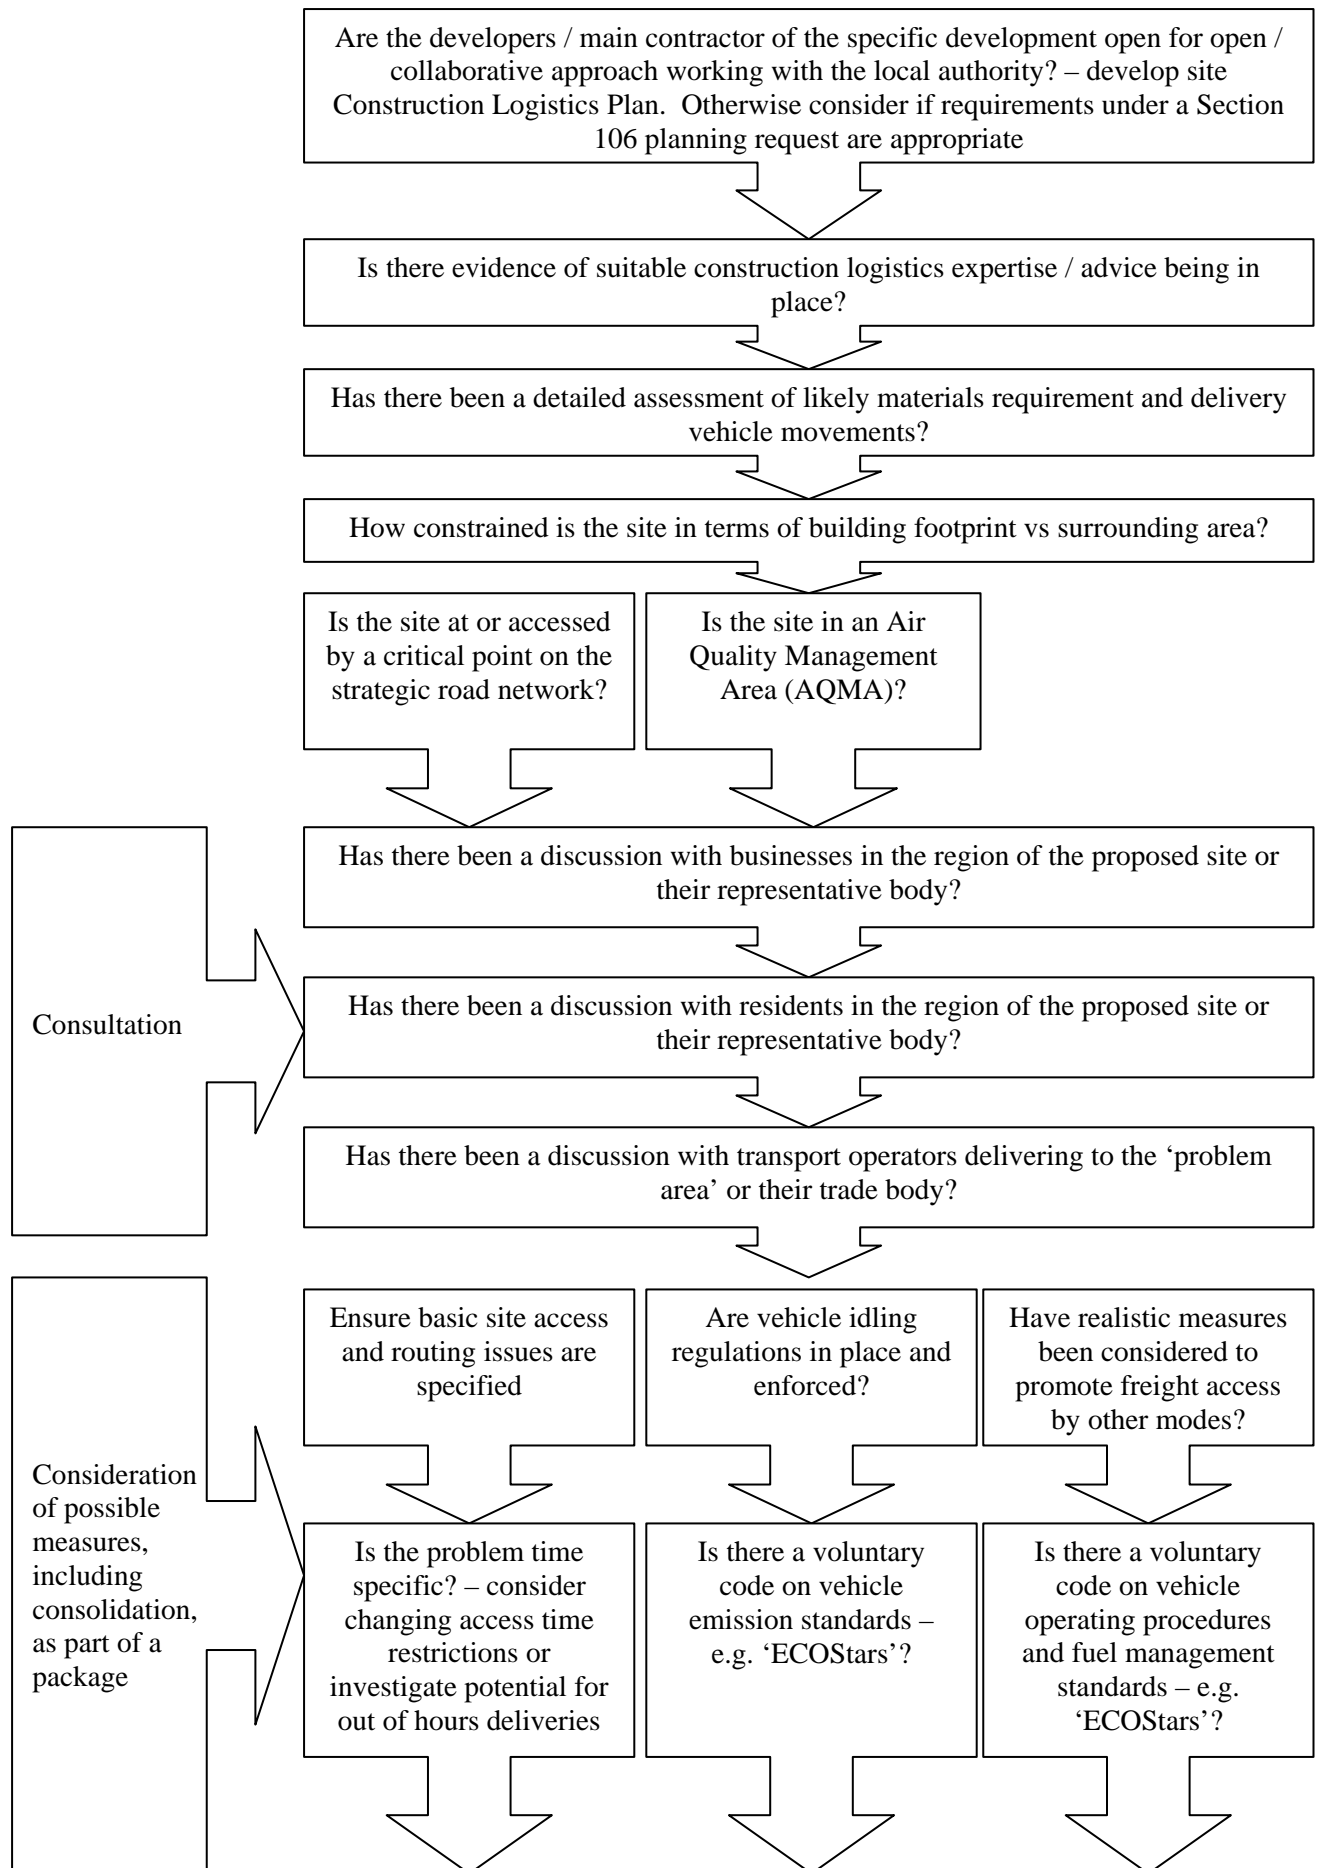 Are the developers / main contractor of the specific development open for open /
collaborative approach working with the local authority? – develop site
Construction Logistics Plan.  Otherwise consider if requirements under a Section
106 planning request are appropriate
Is there evidence of suitable construction logistics expertise / advice being in
place?
Has there been a detailed assessment of likely materials requirement and delivery
vehicle movements?
How constrained is the site in terms of building footprint vs surrounding area?
Is the site at or accessed
by a critical point on the
strategic road network?
Is the site in an Air
Quality Management
Area (AQMA)?
Has there been a discussion with businesses in the region of the proposed site or
their representative body?
Consultation
Has there been a discussion with residents in the region of the proposed site or
their representative body?
Has there been a discussion with transport operators delivering to the ‘problem
area’ or their trade body?
Consideration
of possible
measures,
including
consolidation,
as part of a
package
Ensure basic site access
and routing issues are
specified
Are vehicle idling
regulations in place and
enforced?
Have realistic measures
been considered to
promote freight access
by other modes?
Is the problem time
specific? – consider
changing access time
restrictions or
investigate potential for
out of hours deliveries
Is there a voluntary
code on vehicle
emission standards –
e.g. ‘ECOStars’?
Is there a voluntary
code on vehicle
operating procedures
and fuel management
standards – e.g.
‘ECOStars’?